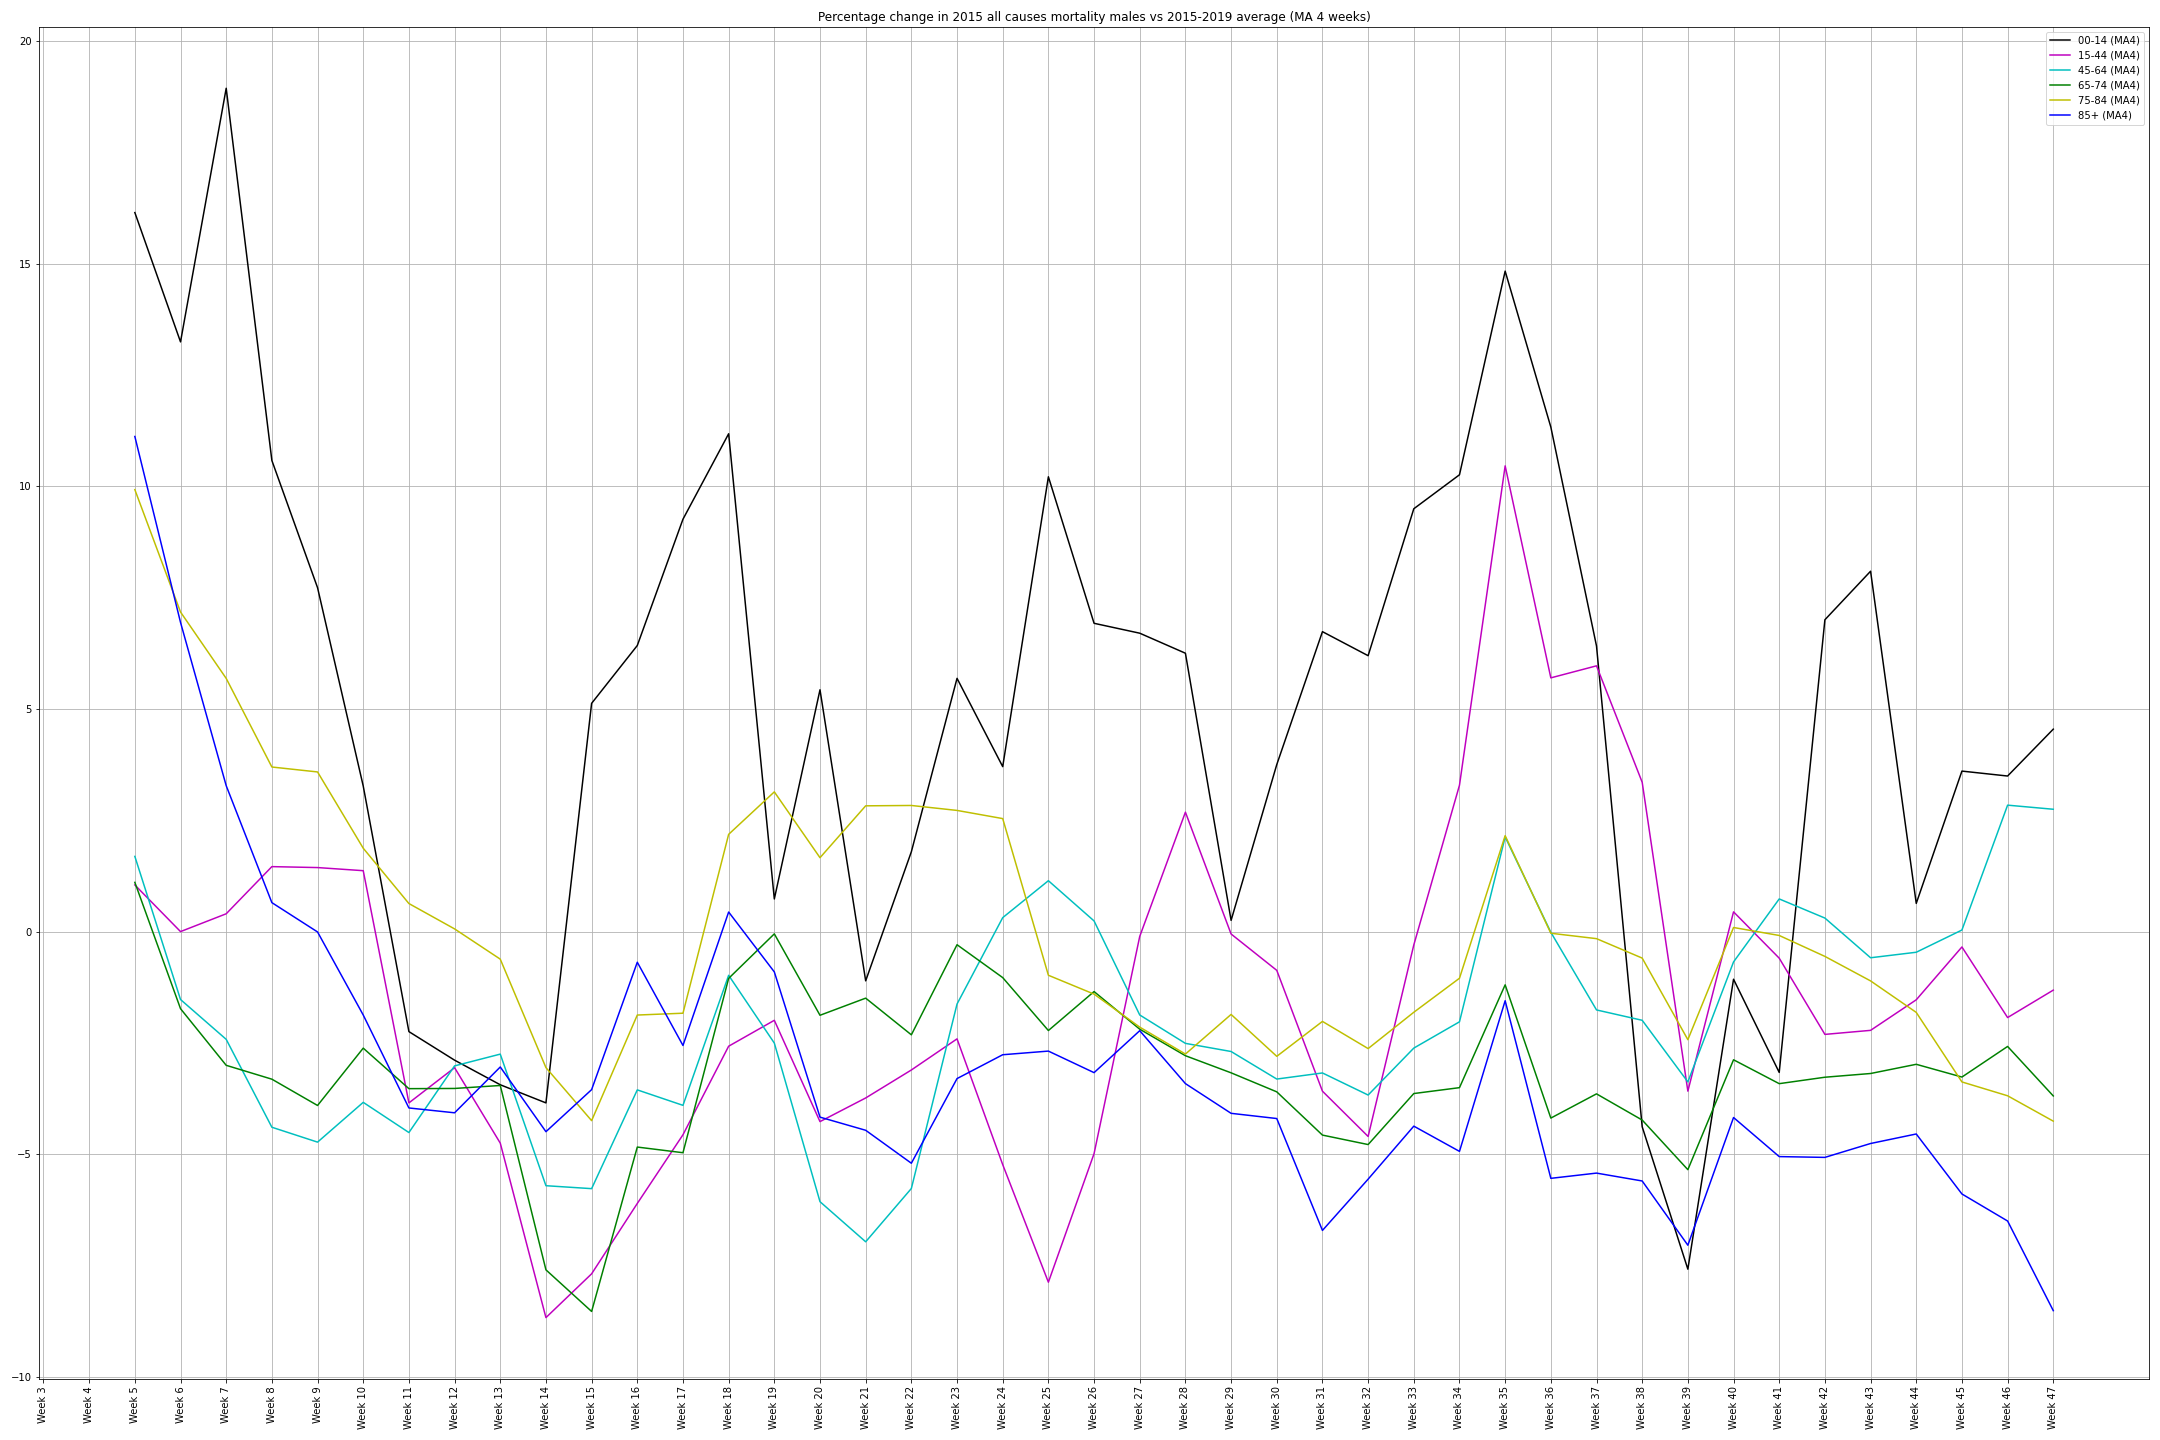 Percentage change in 2015 all causes mortality males vs 2015-2019 average (MA 4 weeks)
00-14 (MA4)
15-44 (MA4)
45-64 (MA4)
65-74 (MA4)
75-84 (MA4)
85+ (MA4)
20
15
10
5
0
−5
−10
Week 3
Week 4
Week 5
Week 6
Week 7
Week 8
Week 9
Week 10
Week 11
Week 12
Week 13
Week 14
Week 15
Week 16
Week 17
Week 18
Week 19
Week 20
Week 21
Week 22
Week 23
Week 24
Week 25
Week 26
Week 27
Week 28
Week 29
Week 30
Week 31
Week 32
Week 33
Week 34
Week 35
Week 36
Week 37
Week 38
Week 39
Week 40
Week 41
Week 42
Week 43
Week 44
Week 45
Week 46
Week 47